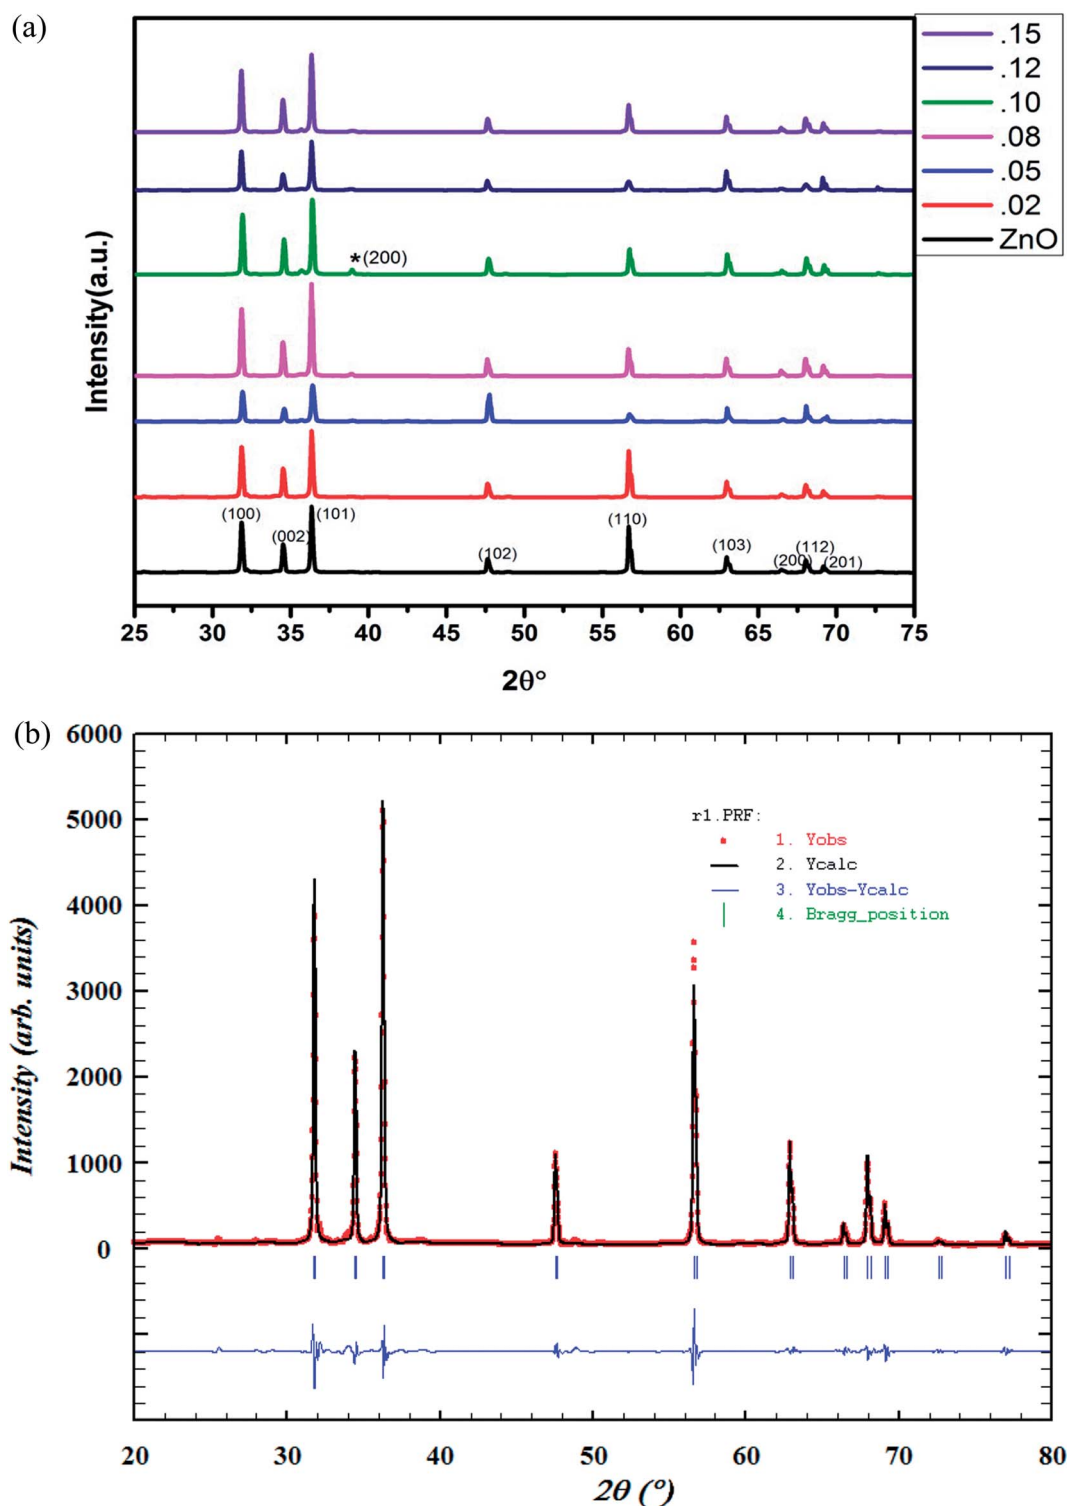 (a)
.15
.12
.10
.08
.05
.02
ZnO
Intensity(a.u.)
*(200)
(100)
(002)
(101)
(102)
(110)
(103)
(200)
(112)
(201)
25 30 35 40 45 50 55 60 65 70 75
2θ°
(b)
6000
5000
4000
3000
2000
1000
0
Intensity (arb. units)
r1.PRF:
1. Yobs
2. Ycalc
3. Yobs-Ycalc
4. Bragg_position
20 30 40 50 60 70 80
2θ (°)